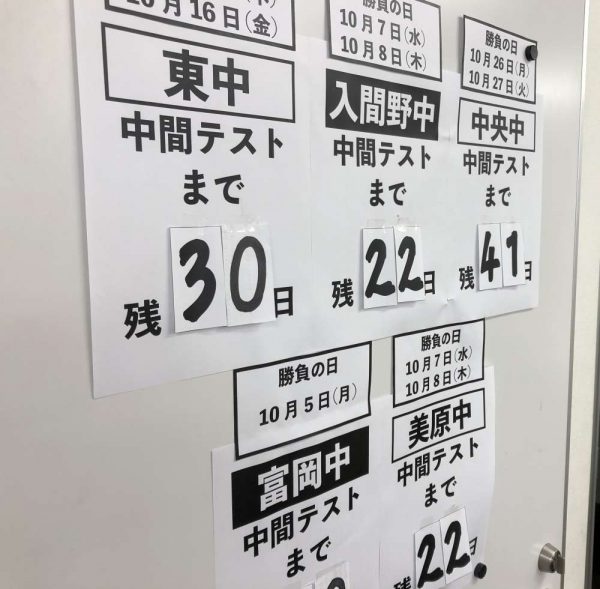 10月16日(金)
東中
中間テスト
まで
残30日
勝負の日
10月7日(水)
10月8日(木)
入間野中
中間テスト
まで
残22日
勝負の日
10月26日(月)
10月27日(火)
中央中
中間テスト
まで
残41日
勝負の日
10月5日(月)
富岡中
中間テスト
まで
勝負の日
10月7日(水)
10月8日(木)
美原中
中間テスト
まで
残22日